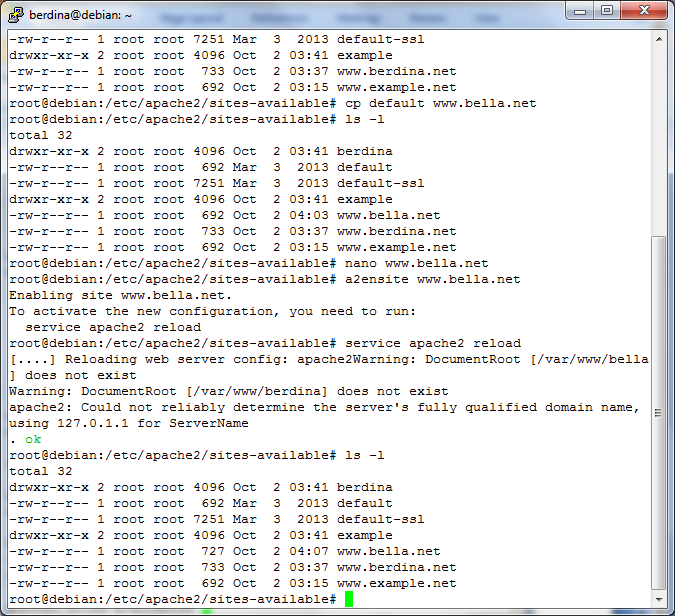 berdina@debian: ~
-rw-r--r-- 1 root root 7251 Mar  3  2013 default-ssl
drwxr-xr-x 2 root root 4096 Oct  2 03:41 example
-rw-r--r-- 1 root root  733 Oct  2 03:37 www.berdina.net
-rw-r--r-- 1 root root  692 Oct  2 03:15 www.example.net
root@debian:/etc/apache2/sites-available# cp default www.bella.net
root@debian:/etc/apache2/sites-available# ls -l
total 32
drwxr-xr-x 2 root root 4096 Oct  2 03:41 berdina
-rw-r--r-- 1 root root  692 Mar  3  2013 default
-rw-r--r-- 1 root root 7251 Mar  3  2013 default-ssl
drwxr-xr-x 2 root root 4096 Oct  2 03:41 example
-rw-r--r-- 1 root root  692 Oct  2 04:03 www.bella.net
-rw-r--r-- 1 root root  733 Oct  2 03:37 www.berdina.net
-rw-r--r-- 1 root root  692 Oct  2 03:15 www.example.net
root@debian:/etc/apache2/sites-available# nano www.bella.net
root@debian:/etc/apache2/sites-available# a2ensite www.bella.net
Enabling site www.bella.net.
To activate the new configuration, you need to run:
  service apache2 reload
root@debian:/etc/apache2/sites-available# service apache2 reload
[....] Reloading web server config: apache2Warning: DocumentRoot [/var/www/bella
] does not exist
Warning: DocumentRoot [/var/www/berdina] does not exist
apache2: Could not reliably determine the server's fully qualified domain name,
using 127.0.1.1 for ServerName
. ok
root@debian:/etc/apache2/sites-available# ls -l
total 32
drwxr-xr-x 2 root root 4096 Oct  2 03:41 berdina
-rw-r--r-- 1 root root  692 Mar  3  2013 default
-rw-r--r-- 1 root root 7251 Mar  3  2013 default-ssl
drwxr-xr-x 2 root root 4096 Oct  2 03:41 example
-rw-r--r-- 1 root root  727 Oct  2 04:07 www.bella.net
-rw-r--r-- 1 root root  733 Oct  2 03:37 www.berdina.net
-rw-r--r-- 1 root root  692 Oct  2 03:15 www.example.net
root@debian:/etc/apache2/sites-available#